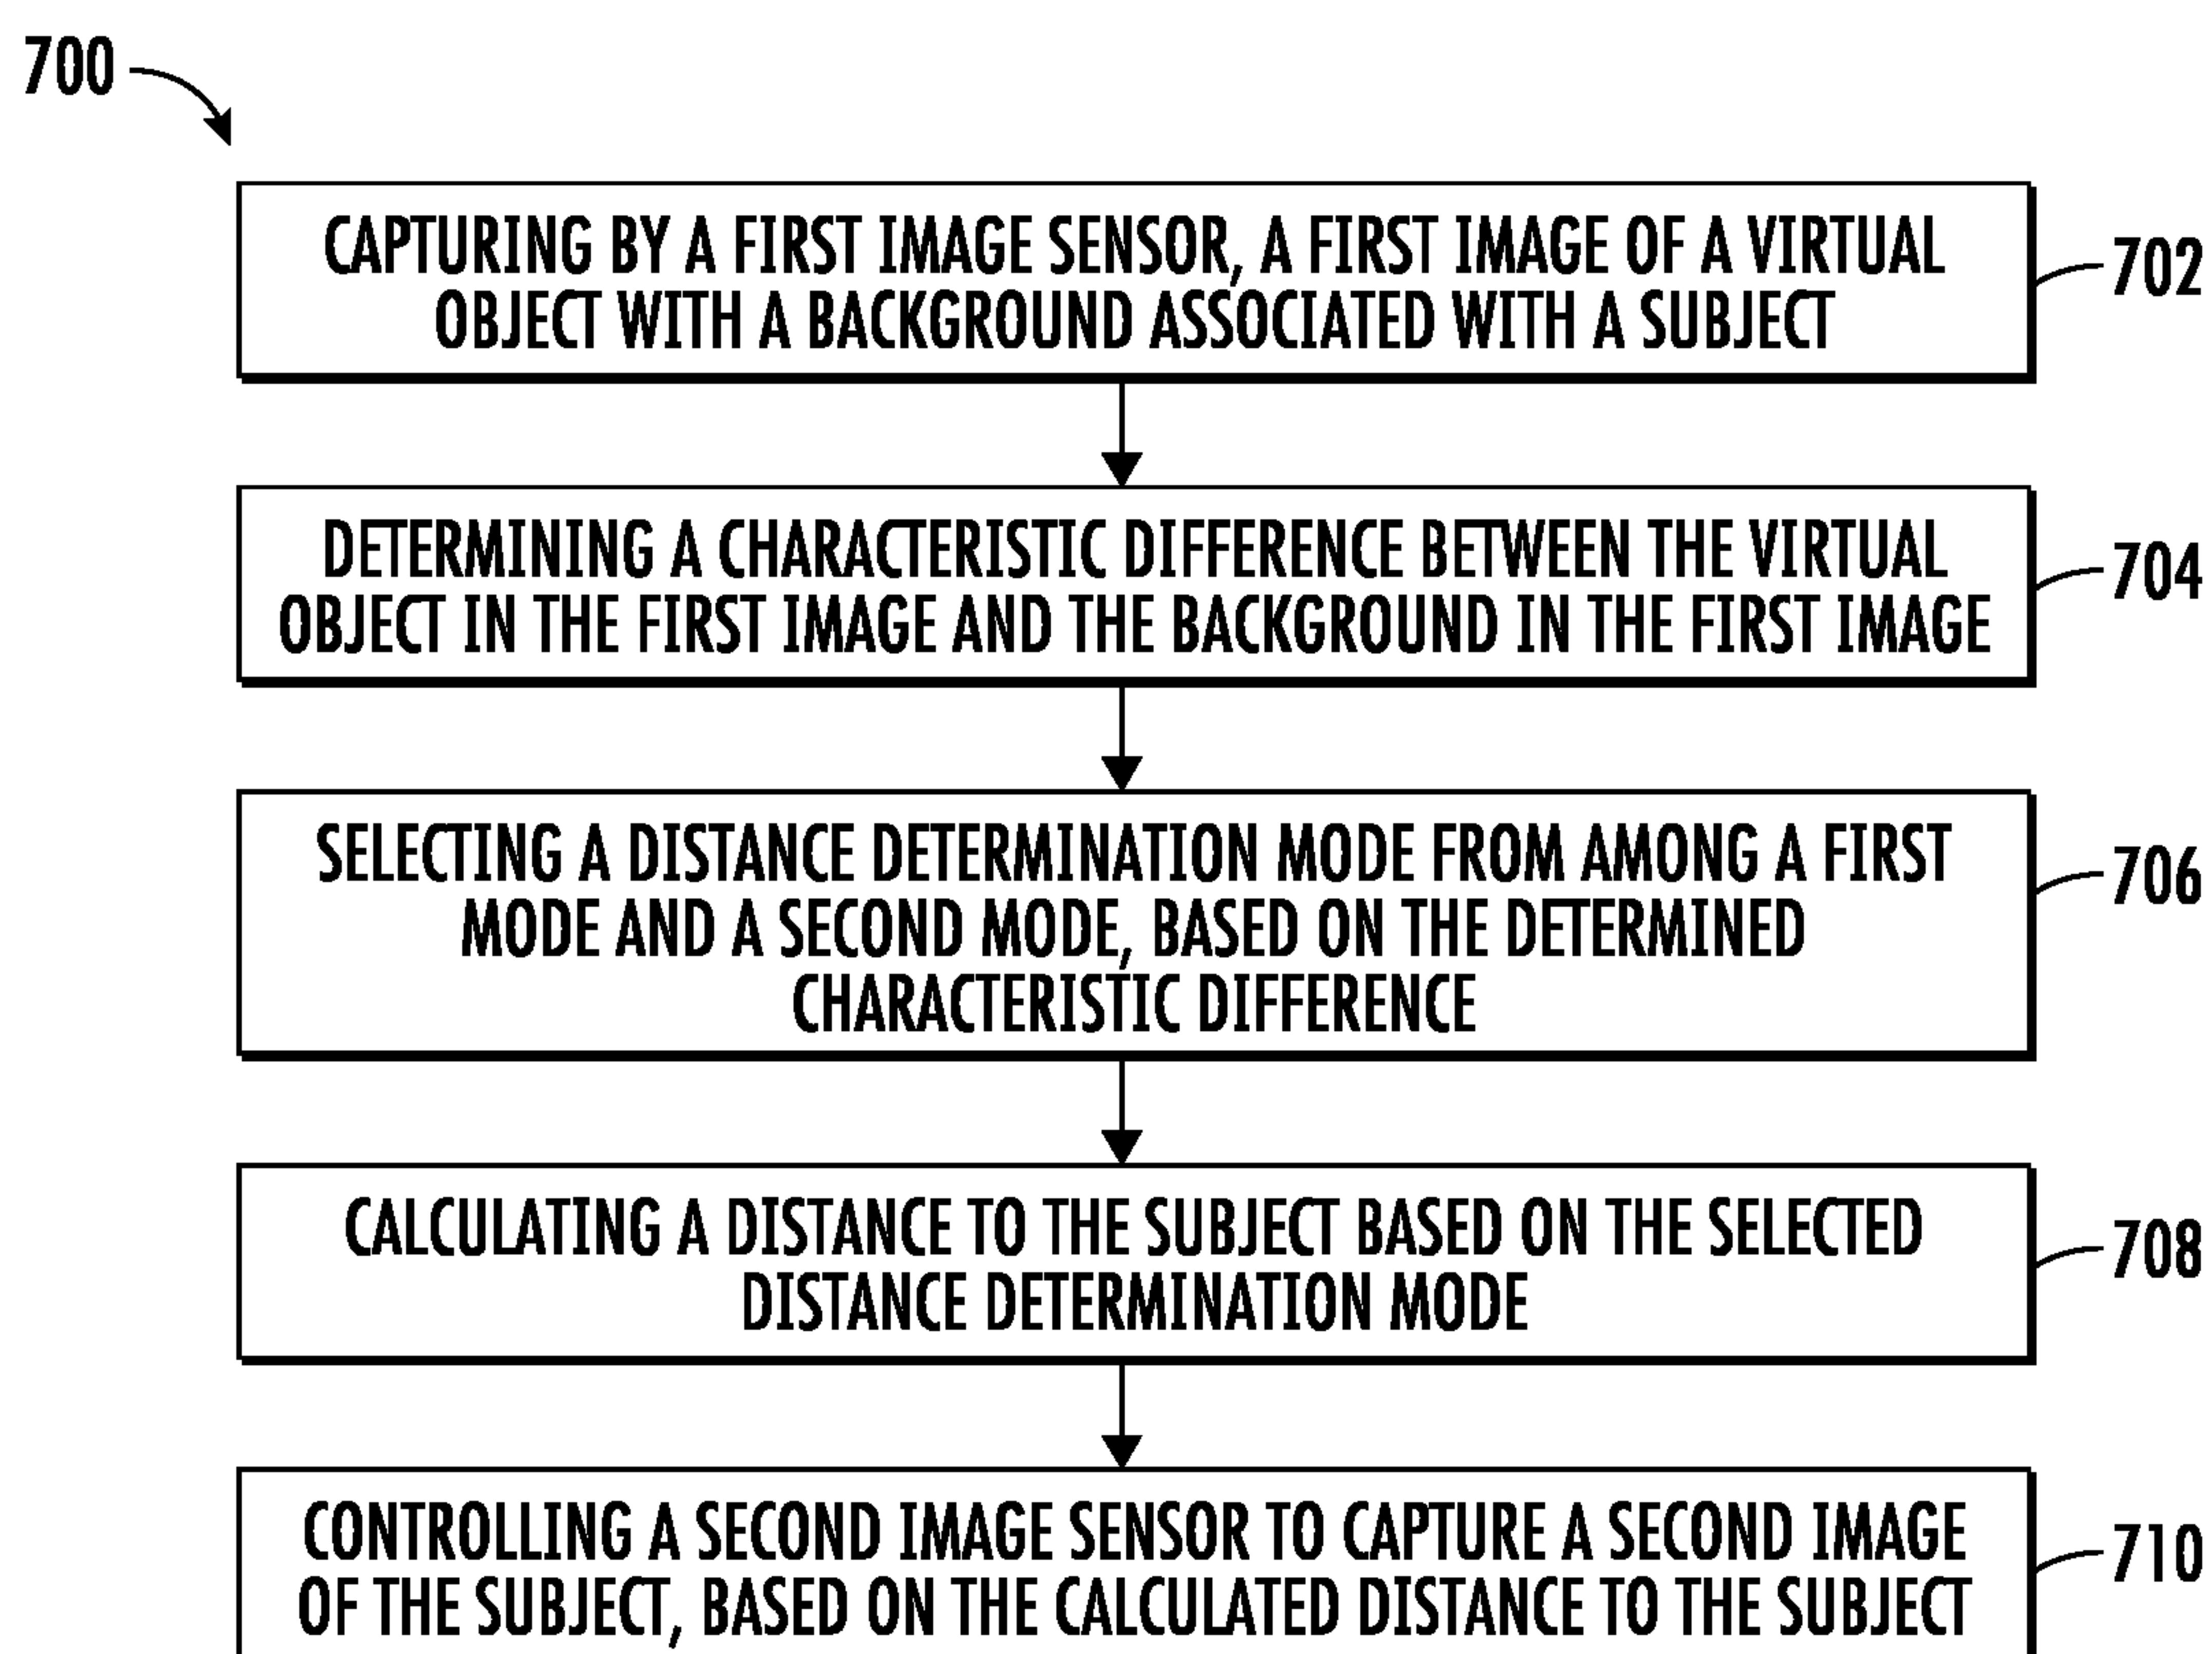 700
CAPTURING BY A FIRST IMAGE SENSOR, A FIRST IMAGE OF A VIRTUAL
OBJECT WITH A BACKGROUND ASSOCIATED WITH A SUBJECT
702
DETERMINING A CHARACTERISTIC DIFFERENCE BETWEEN THE VIRTUAL
OBJECT IN THE FIRST IMAGE AND THE BACKGROUND IN THE FIRST IMAGE
704
SELECTING A DISTANCE DETERMINATION MODE FROM AMONG A FIRST
MODE AND A SECOND MODE, BASED ON THE DETERMINED
CHARACTERISTIC DIFFERENCE
706
CALCULATING A DISTANCE TO THE SUBJECT BASED ON THE SELECTED
DISTANCE DETERMINATION MODE
708
CONTROLLING A SECOND IMAGE SENSOR TO CAPTURE A SECOND IMAGE
OF THE SUBJECT, BASED ON THE CALCULATED DISTANCE TO THE SUBJECT
710